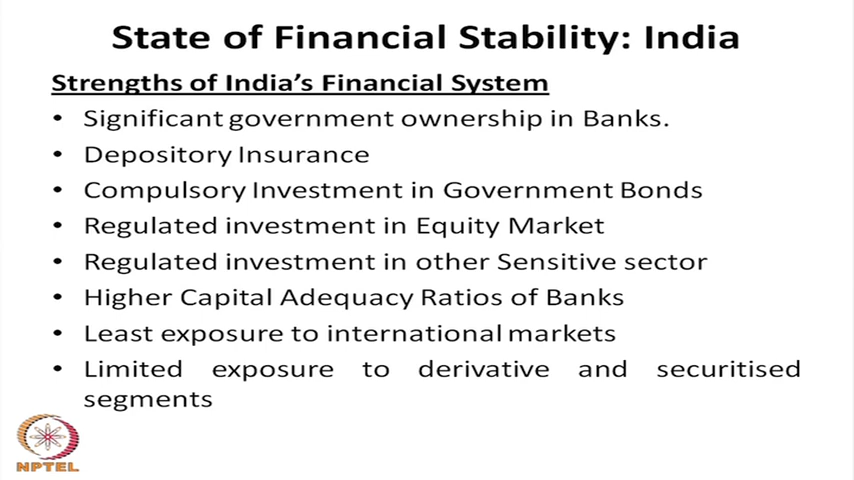 State of Financial Stability: India
Strengths of India's Financial System
• Significant government ownership in Banks.
• Depository Insurance
• Compulsory Investment in Government Bonds
• Regulated investment in Equity Market
• Regulated investment in other Sensitive sector
• Higher Capital Adequacy Ratios of Banks
• Least exposure to international markets
• Limited exposure to derivative and securitised
segments
NPTEL